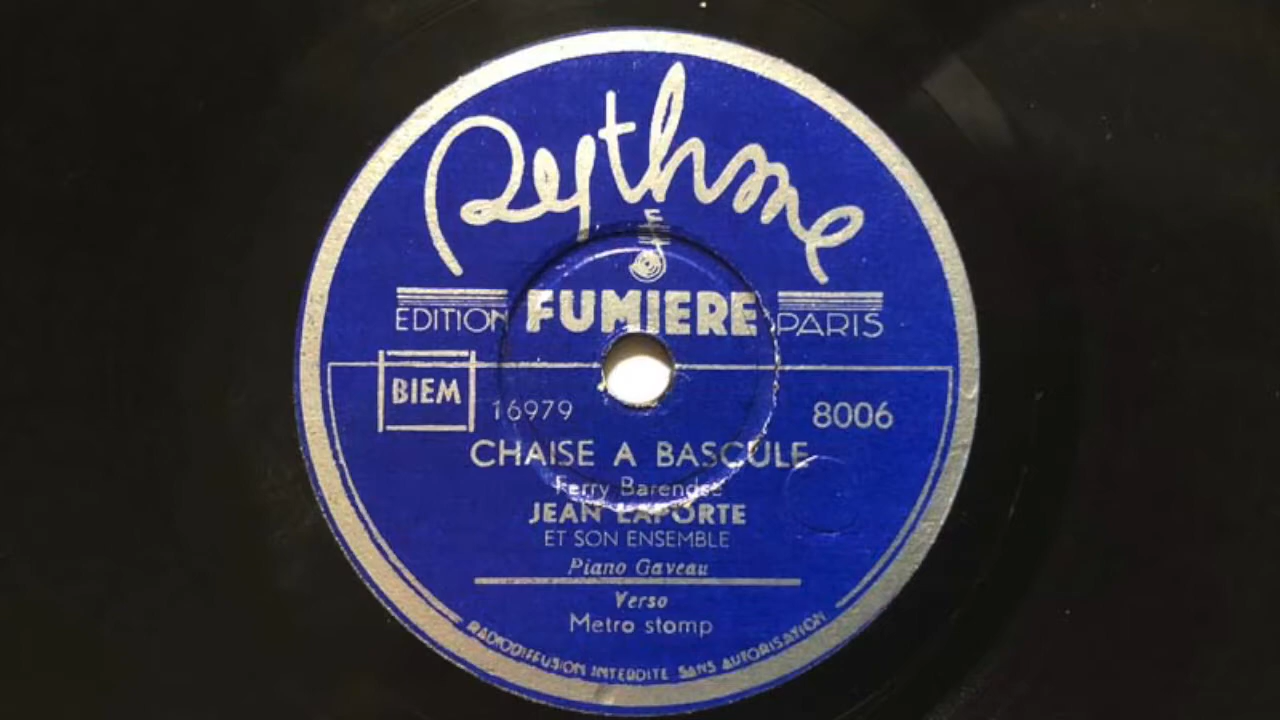 Rythme
EDITION FUMIERE PARIS
BIEM
16979
8006
CHAISE A BASCULE
Ferry Barendse
JEAN LAPORTE
ET SON ENSEMBLE
Piano Gaveau
Verso
Metro stomp
RADIODIFFUSION INTERDITE SANS AUTORISATION